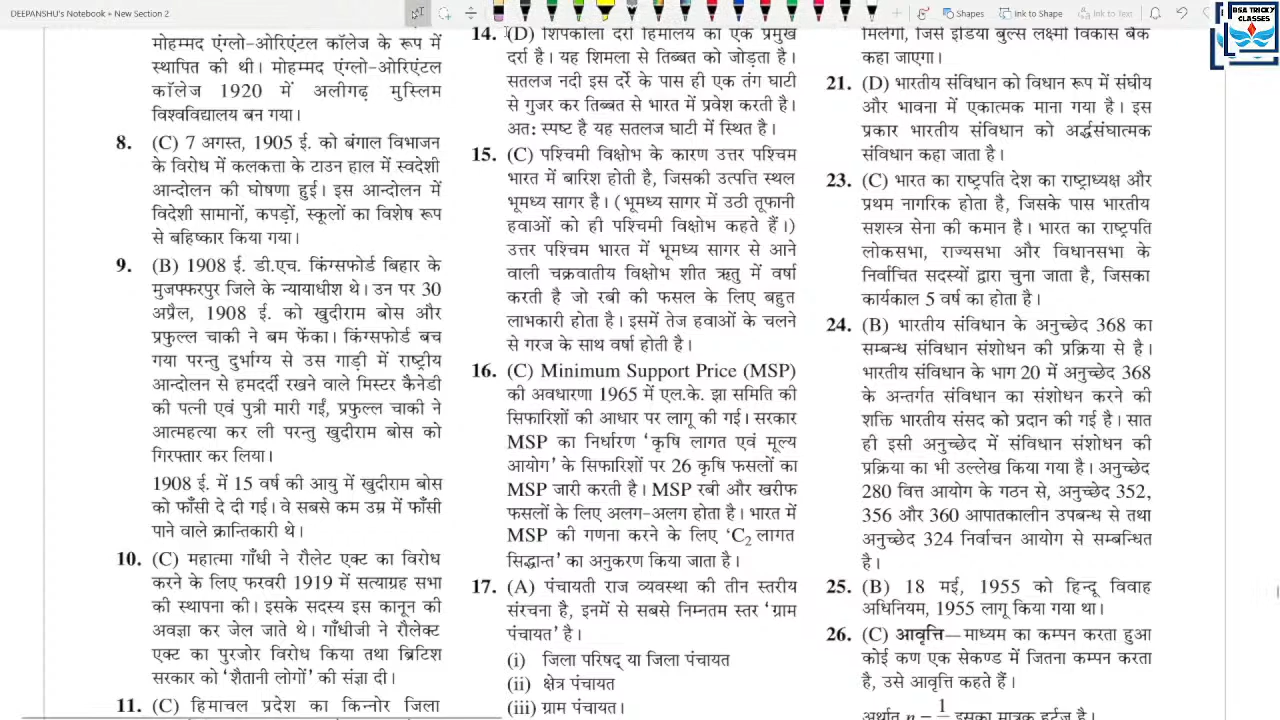 DEEPANSHU's Notebook • New Section 2
Shapes
Ink to Shape
Ink to Text
BSA TRICKY
CLASSES
मोहम्मद एंग्लो-ओरिएंटल कॉलेज के रूप में
स्थापित की थी। मोहम्मद एंग्लो-ओरिएंटल
कॉलेज 1920 में अलीगढ़ मुस्लिम
विश्वविद्यालय बन गया।
8. (C) 7 अगस्त, 1905 ई. को बंगाल विभाजन
के विरोध में कलकत्ता के टाउन हाल में स्वदेशी
आन्दोलन की घोषणा हुई। इस आन्दोलन में
विदेशी सामानों, कपड़ों, स्कूलों का विशेष रूप
से बहिष्कार किया गया।
9. (B) 1908 ई. डी.एच. किंग्सफोर्ड बिहार के
मुजफ्फरपुर जिले के न्यायाधीश थे। उन पर 30
अप्रैल, 1908 ई. को खुदीराम बोस और
प्रफुल्ल चाकी ने बम फेंका। किंग्सफोर्ड बच
गया परन्तु दुर्भाग्य से उस गाड़ी में राष्ट्रीय
आन्दोलन से हमदर्दी रखने वाले मिस्टर कैनेडी
की पत्नी एवं पुत्री मारी गईं, प्रफुल्ल चाकी ने
आत्महत्या कर ली परन्तु खुदीराम बोस को
गिरफ्तार कर लिया।
1908 ई. में 15 वर्ष की आयु में खुदीराम बोस
को फाँसी दे दी गई। वे सबसे कम उम्र में फाँसी
पाने वाले क्रान्तिकारी थे।
10. (C) महात्मा गाँधी ने रौलेट एक्ट का विरोध
करने के लिए फरवरी 1919 में सत्याग्रह सभा
की स्थापना की। इसके सदस्य इस कानून की
अवज्ञा कर जेल जाते थे। गाँधीजी ने रौलेक्ट
एक्ट का पुरजोर विरोध किया तथा ब्रिटिश
सरकार को ‘शैतानी लोगों’ की संज्ञा दी।
11. (C) हिमाचल प्रदेश का किन्नोर जिला
14. (D) शिपकीला दर्रा हिमालय का एक प्रमुख
दर्रा है। यह शिमला से तिब्बत को जोड़ता है।
सतलज नदी इस दर्रे के पास ही एक तंग घाटी
से गुजर कर तिब्बत से भारत में प्रवेश करती है।
अत: स्पष्ट है यह सतलज घाटी में स्थित है।
15. (C) पश्चिमी विक्षोभ के कारण उत्तर पश्चिम
भारत में बारिश होती है, जिसकी उत्पत्ति स्थल
भूमध्य सागर है। (भूमध्य सागर में उठी तूफानी
हवाओं को ही पश्चिमी विक्षोभ कहते हैं।)
उत्तर पश्चिम भारत में भूमध्य सागर से आने
वाली चक्रवातीय विक्षोभ शीत ऋतु में वर्षा
करती है जो रबी की फसल के लिए बहुत
लाभकारी होता है। इसमें तेज हवाओं के चलने
से गरज के साथ वर्षा होती है।
16. (C) Minimum Support Price (MSP)
की अवधारणा 1965 में एल.के. झा समिति की
सिफारिशों की आधार पर लागू की गई। सरकार
MSP का निर्धारण ‘कृषि लागत एवं मूल्य
आयोग’ के सिफारिशों पर 26 कृषि फसलों का
MSP जारी करती है। MSP रबी और खरीफ
फसलों के लिए अलग-अलग होता है। भारत में
MSP की गणना करने के लिए ‘C2 लागत
सिद्धान्त’ का अनुकरण किया जाता है।
17. (A) पंचायती राज व्यवस्था की तीन स्तरीय
संरचना है, इनमें से सबसे निम्नतम स्तर ‘ग्राम
पंचायत’ है।
(i) जिला परिषद् या जिला पंचायत
(ii) क्षेत्र पंचायत
(iii) ग्राम पंचायत।
मिलेगा, जिसे इंडिया बुल्स लक्ष्मी विकास बैंक
कहा जाएगा।
21. (D) भारतीय संविधान को विधान रूप में संघीय
और भावना में एकात्मक माना गया है। इस
प्रकार भारतीय संविधान को अर्द्धसंघात्मक
संविधान कहा जाता है।
23. (C) भारत का राष्ट्रपति देश का राष्ट्राध्यक्ष और
प्रथम नागरिक होता है, जिसके पास भारतीय
सशस्त्र सेना की कमान है। भारत का राष्ट्रपति
लोकसभा, राज्यसभा और विधानसभा के
निर्वाचित सदस्यों द्वारा चुना जाता है, जिसका
कार्यकाल 5 वर्ष का होता है।
24. (B) भारतीय संविधान के अनुच्छेद 368 का
सम्बन्ध संविधान संशोधन की प्रक्रिया से है।
भारतीय संविधान के भाग 20 में अनुच्छेद 368
के अन्तर्गत संविधान का संशोधन करने की
शक्ति भारतीय संसद को प्रदान की गई है। सात
ही इसी अनुच्छेद में संविधान संशोधन की
प्रक्रिया का भी उल्लेख किया गया है। अनुच्छेद
280 वित्त आयोग के गठन से, अनुच्छेद 352,
356 और 360 आपातकालीन उपबन्ध से तथा
अनुच्छेद 324 निर्वाचन आयोग से सम्बन्धित
है।
25. (B) 18 मई, 1955 को हिन्दू विवाह
अधिनियम, 1955 लागू किया गया था।
26. (C) आवृत्ति—माध्यम का कम्पन करता हुआ
कोई कण एक सेकण्ड में जितना कम्पन करता
है, उसे आवृत्ति कहते हैं।
अर्थात् n = 1 इसका मात्रक हर्ट्ज है।